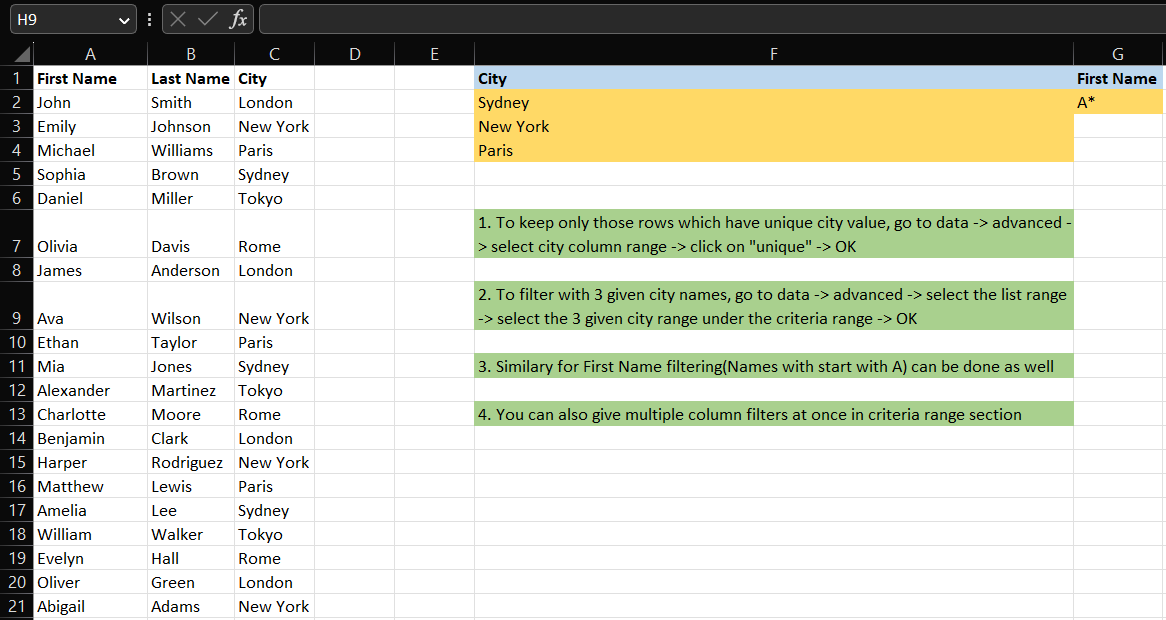 H9
fx
A B C D E F G
1 First Name Last Name City City First Name
2 John Smith London Sydney A*
3 Emily Johnson New York New York
4 Michael Williams Paris Paris
5 Sophia Brown Sydney
6 Daniel Miller Tokyo
1. To keep only those rows which have unique city value, go to data -> advanced -
7 Olivia Davis Rome > select city column range -> click on "unique" -> OK
8 James Anderson London
2. To filter with 3 given city names, go to data -> advanced -> select the list range
9 Ava Wilson New York -> select the 3 given city range under the criteria range -> OK
10 Ethan Taylor Paris
11 Mia Jones Sydney 3. Similary for First Name filtering(Names with start with A) can be done as well
12 Alexander Martinez Tokyo
13 Charlotte Moore Rome 4. You can also give multiple column filters at once in criteria range section
14 Benjamin Clark London
15 Harper Rodriguez New York
16 Matthew Lewis Paris
17 Amelia Lee Sydney
18 William Walker Tokyo
19 Evelyn Hall Rome
20 Oliver Green London
21 Abigail Adams New York